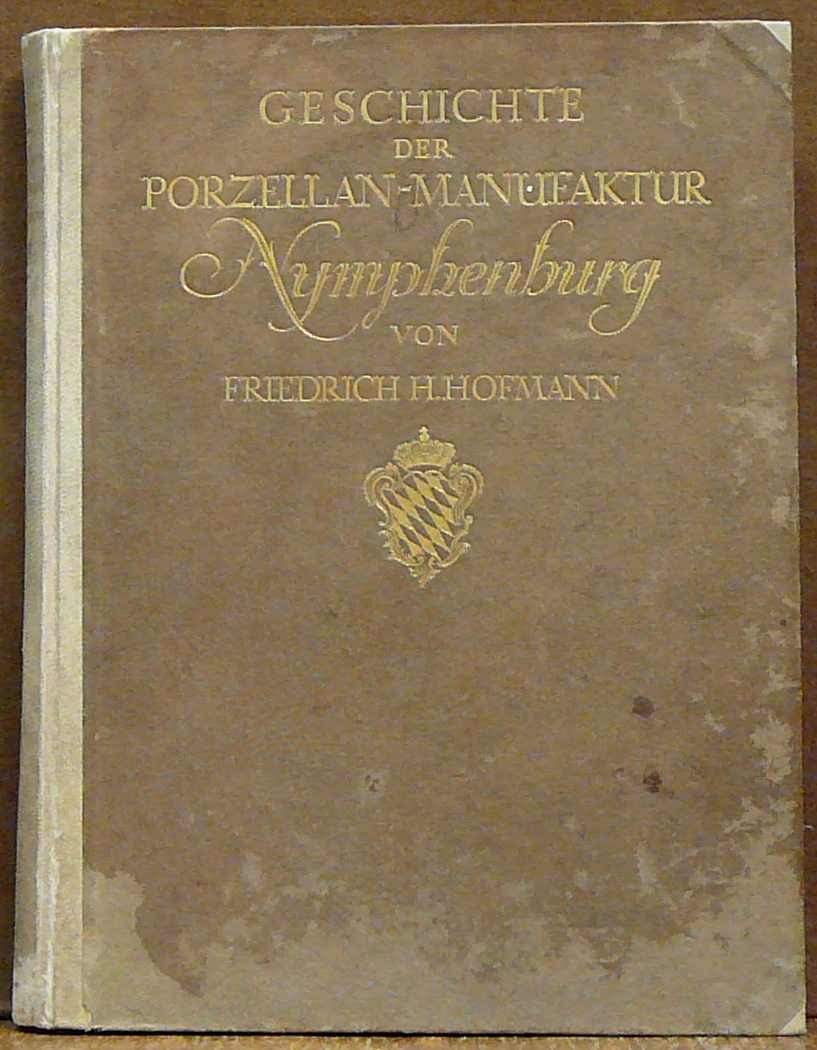 GESCHICHTE
DER
PORZELLAN-MANUFAKTUR
Nymphenburg
VON
FRIEDRICH H. HOFMANN